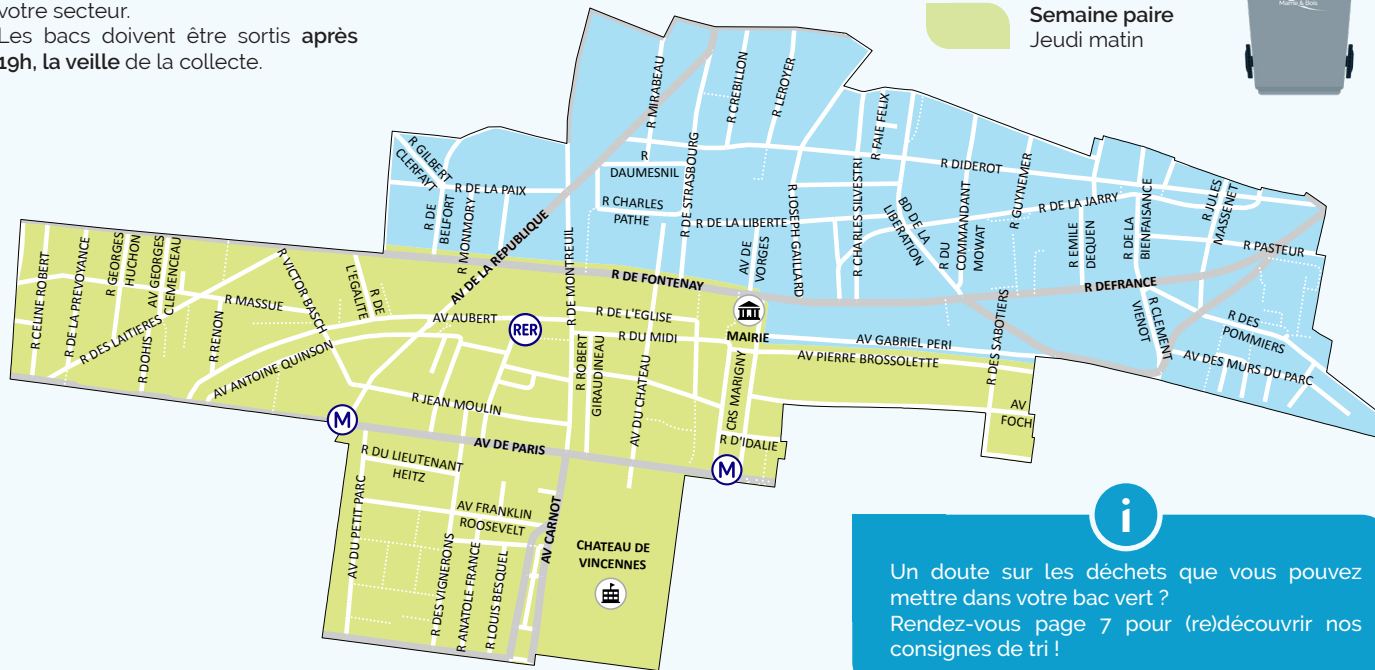 votre secteur.
Les bacs doivent être sortis après
19h, la veille de la collecte.
Semaine paire
Jeudi matin
Marne & Bois
R MIRABEAU
R CREBILLON
R LEROYER
R FAIE FELIX
R GILBERT
CLERFAYT
R DE LA PAIX
R
DAUMESNIL
R DE STRASBOURG
R DIDEROT
R GUYNEMER
R DE
BELFORT
R MONMORY
R CHARLES
PATHE
R DE LA LIBERTE
R JOSEPH GAILLARD
R CHARLES SILVESTRI
BD DE LA
LIBERATION
R DU
COMMANDANT
MOWAT
R DE LA JARRY
R EMILE
DEQUEN
R DE LA
BIENFAISANCE
R JULES
MASSENET
R PASTEUR
AV DE LA REPUBLIQUE
R DE MONTREUIL
R DE FONTENAY
AV DE
VORGES
R DEFRANCE
R CELINE ROBERT
R DE LA PREVOYANCE
R GEORGES
HUCHON
AV GEORGES
CLEMENCEAU
R VICTOR BASCH
R DE
L'EGALITE
R MASSUE
R DES LAITIERES
R DOHIS
R RENON
AV AUBERT
RER
R DE L'EGLISE
R DU MIDI
MAIRIE
AV GABRIEL PERI
AV PIERRE BROSSOLETTE
R DES SABOTIERS
R CLEMENT
VIENOT
R DES
POMMIERS
AV DES MURS DU PARC
AV ANTOINE QUINSON
R JEAN MOULIN
R ROBERT
GIRAUDINEAU
AV DU CHATEAU
CRS MARIGNY
AV
FOCH
M
AV DE PARIS
R D'IDALIE
M
R DU LIEUTENANT
HEITZ
AV DU PETIT PARC
AV FRANKLIN
ROOSEVELT
AV CARNOT
R DES VIGNERONS
R ANATOLE FRANCE
R LOUIS BESQUEL
CHATEAU DE
VINCENNES
i
Un doute sur les déchets que vous pouvez
mettre dans votre bac vert ?
Rendez-vous page 7 pour (re)découvrir nos
consignes de tri !